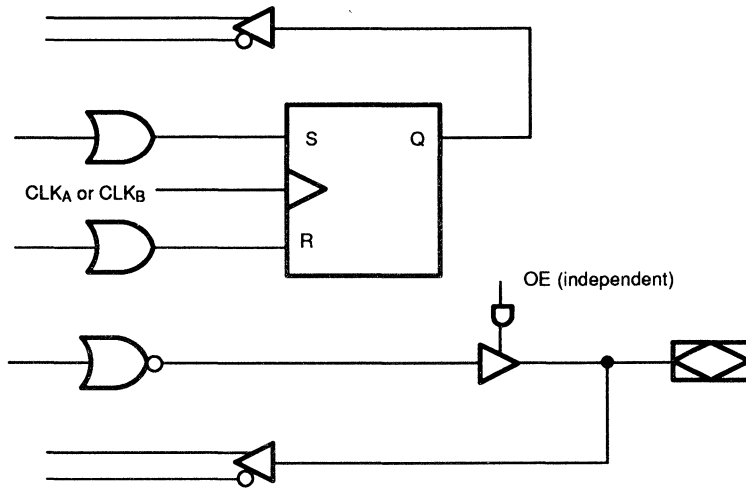 S Q
CLKA or CLKB
R
OE (independent)